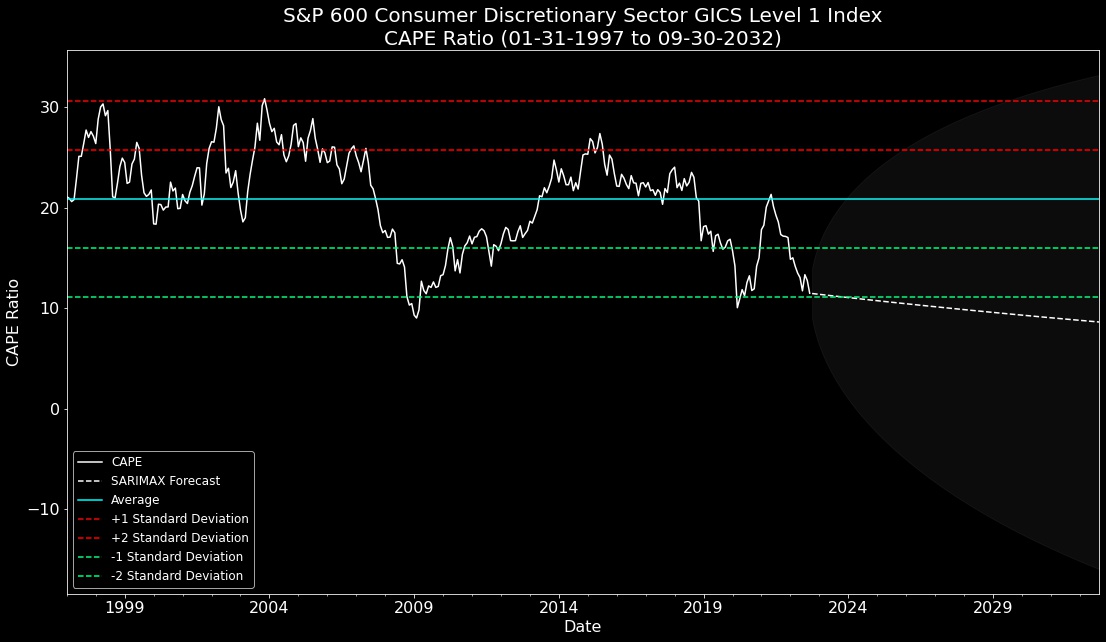 S&P 600 Consumer Discretionary Sector GICS Level 1 Index
CAPE Ratio (01-31-1997 to 09-30-2032)
CAPE Ratio
30
20
10
0
−10
CAPE
SARIMAX Forecast
Average
+1 Standard Deviation
+2 Standard Deviation
-1 Standard Deviation
-2 Standard Deviation
1999 2004 2009 2014 2019 2024 2029
Date